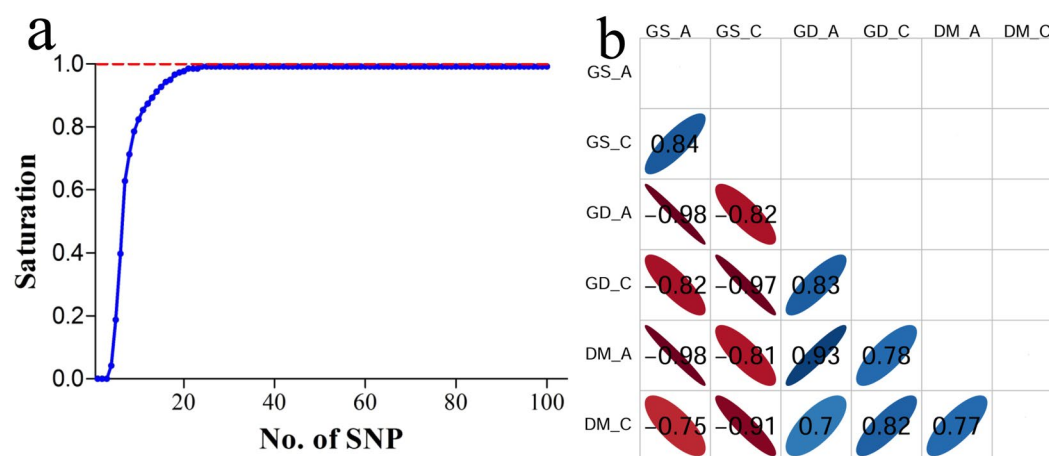 a
1.0
0.8
0.6
0.4
0.2
0.0
Saturation
20 40 60 80 100
No. of SNP
b
GS_A GS_C GD_A GD_C DM_A DM_C
GS_A
GS_C 0.84
GD_A −0.98 −0.82
GD_C −0.82 −0.97 0.83
DM_A −0.98 −0.81 0.93 0.78
DM_C −0.75 −0.91 0.7 0.82 0.77